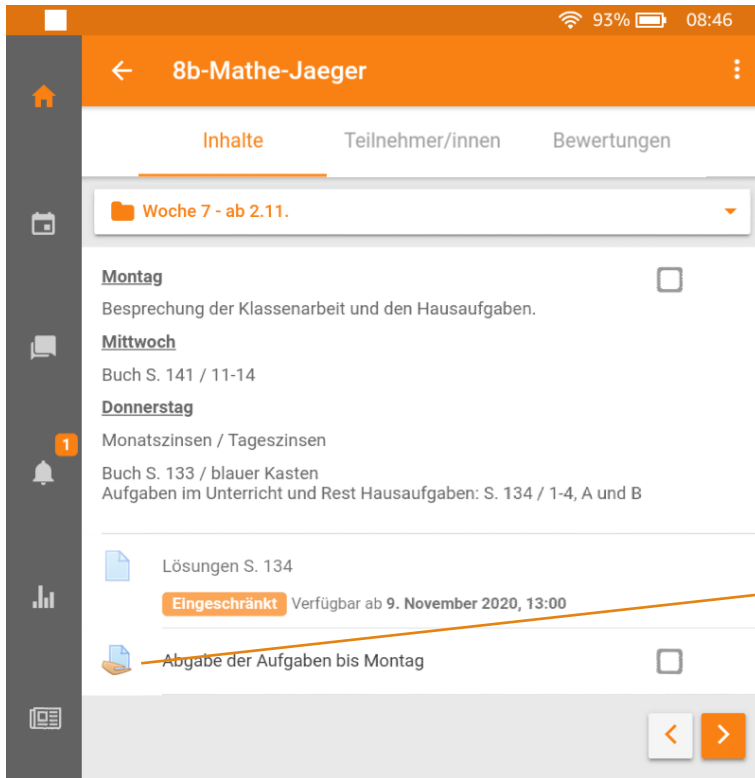 93% 08:46
8b-Mathe-Jaeger
Inhalte Teilnehmer/innen Bewertungen
Woche 7 - ab 2.11.
Montag
Besprechung der Klassenarbeit und den Hausaufgaben.
Mittwoch
Buch S. 141 / 11-14
Donnerstag
Monatszinsen / Tageszinsen
1
Buch S. 133 / blauer Kasten
Aufgaben im Unterricht und Rest Hausaufgaben: S. 134 / 1-4, A und B
Lösungen S. 134
Eingeschränkt Verfügbar ab 9. November 2020, 13:00
Abgabe der Aufgaben bis Montag